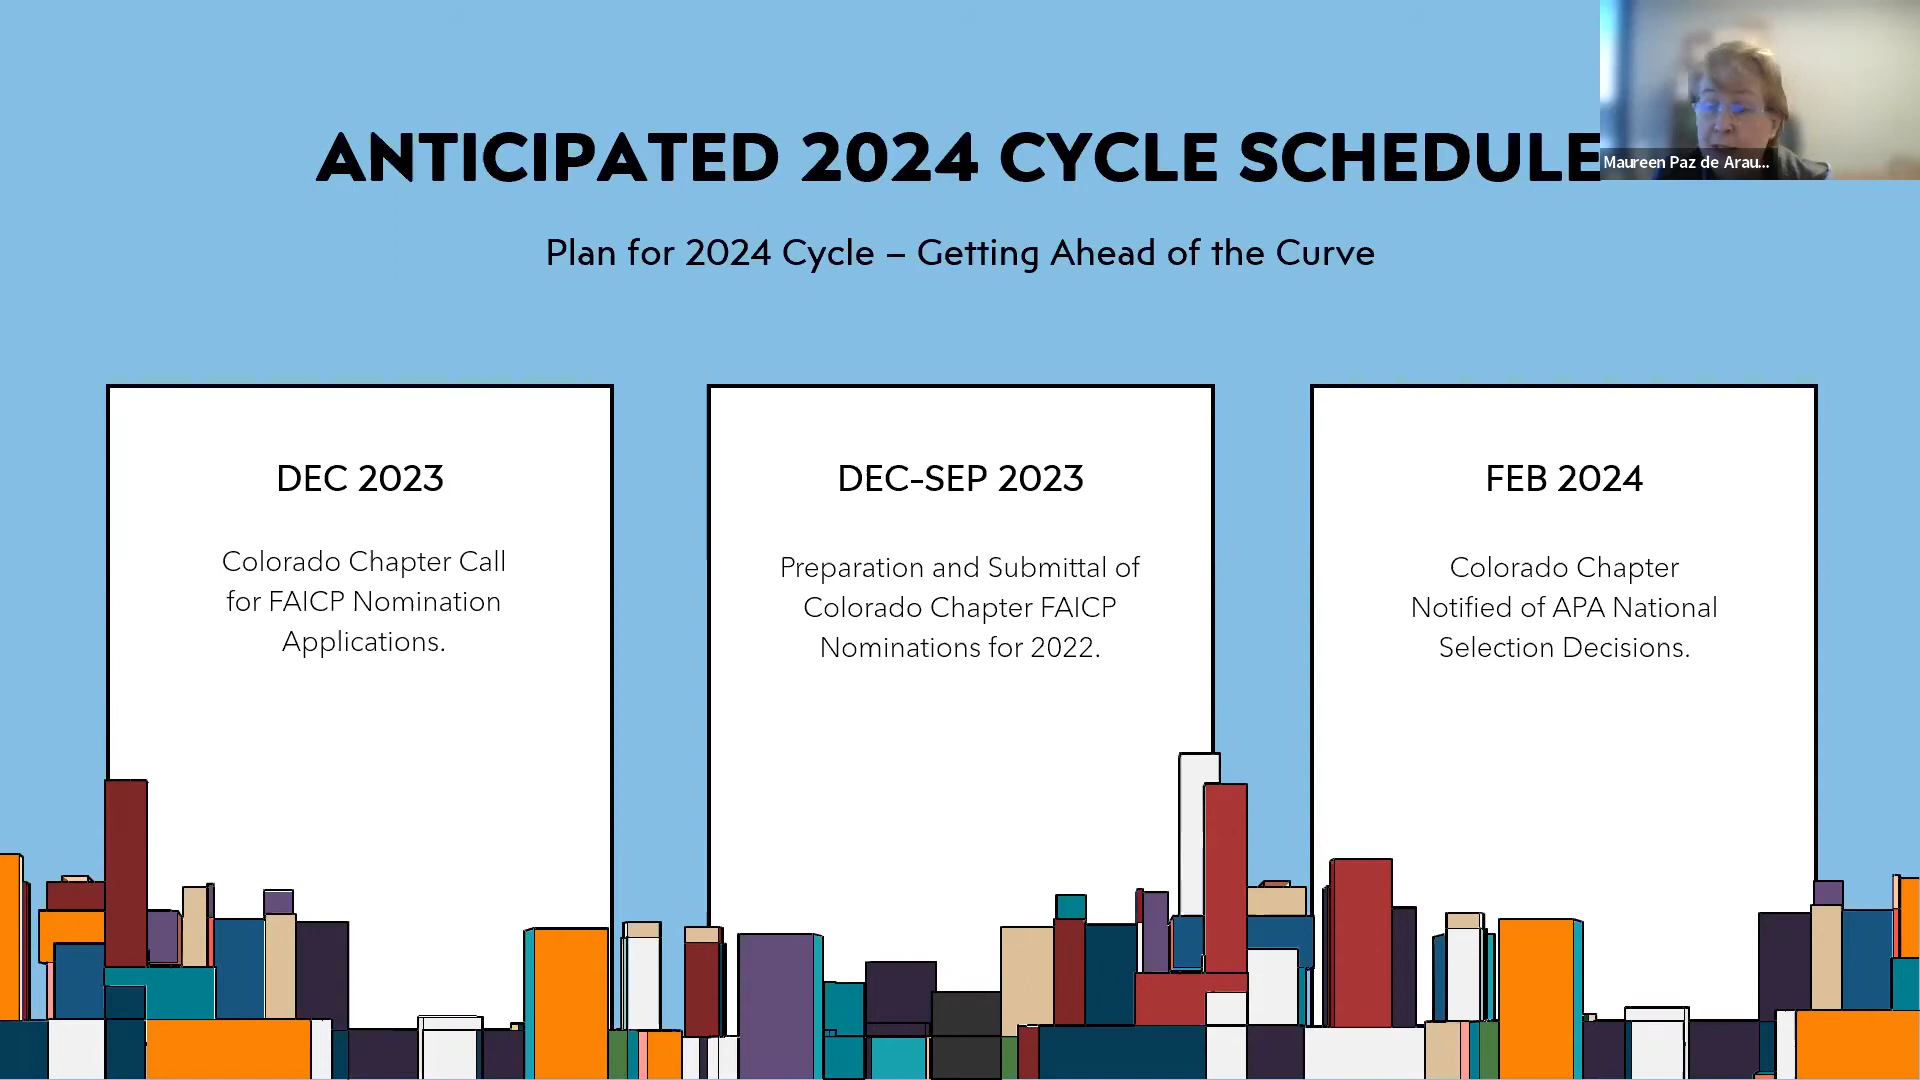 ANTICIPATED 2024 CYCLE SCHEDULE
Maureen Paz de Arau...
Plan for 2024 Cycle – Getting Ahead of the Curve
DEC 2023
Colorado Chapter Call
for FAICP Nomination
Applications.
DEC-SEP 2023
Preparation and Submittal of
Colorado Chapter FAICP
Nominations for 2022.
FEB 2024
Colorado Chapter
Notified of APA National
Selection Decisions.